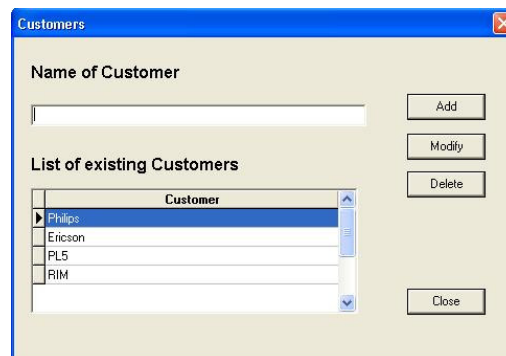 Customers
Name of Customer
Add
Modify
List of existing Customers
Delete
Customer
Philips
Ericson
PL5
RIM
Close